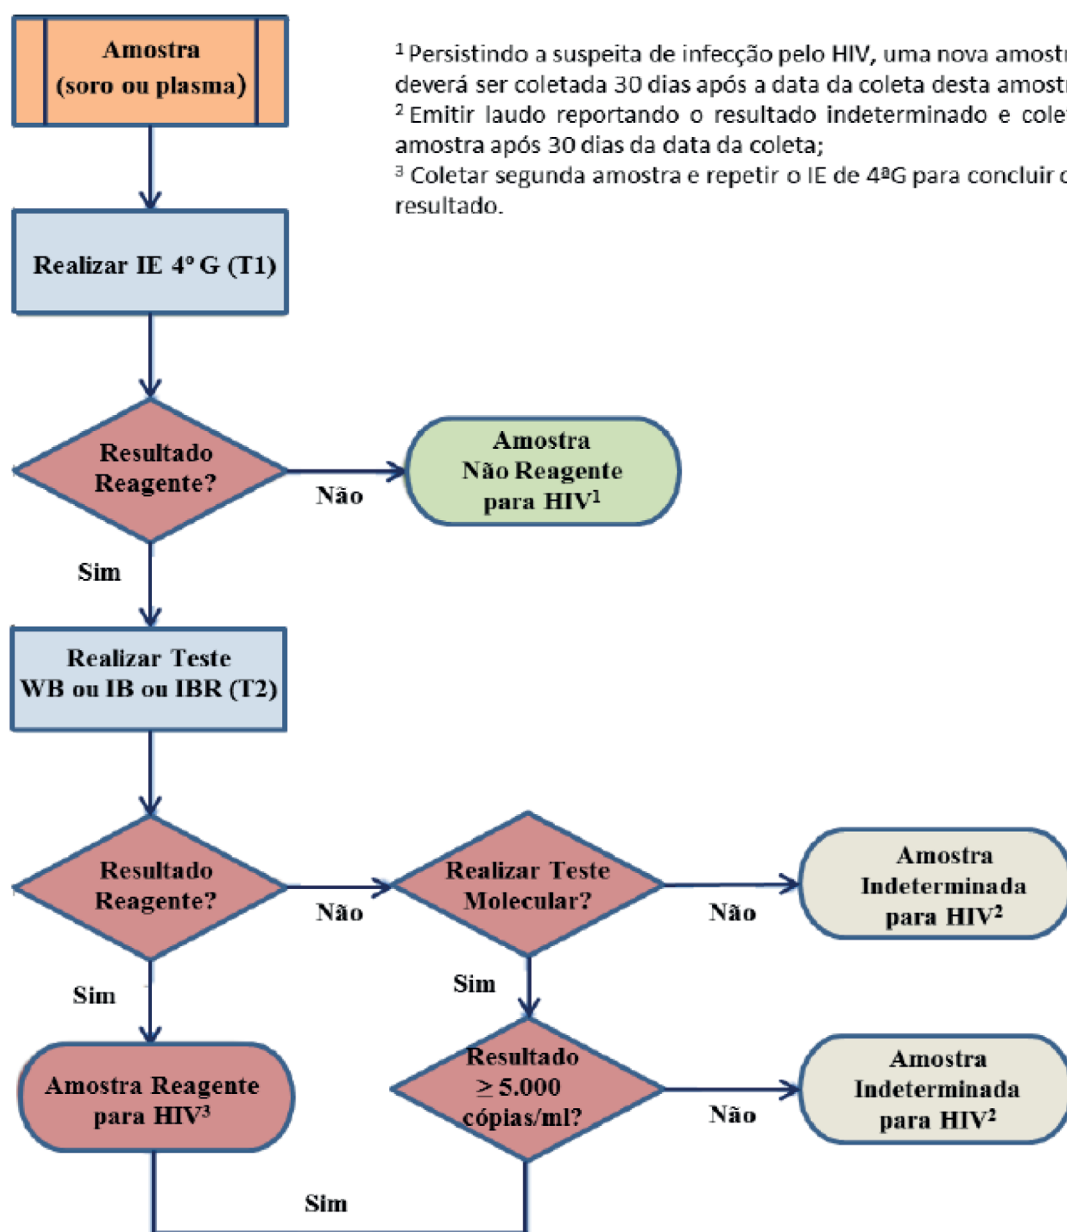 Amostra
(soro ou plasma)
¹ Persistindo a suspeita de infecção pelo HIV, uma nova amostr
deverá ser coletada 30 dias após a data da coleta desta amostr
² Emitir laudo reportando o resultado indeterminado e colet
amostra após 30 dias da data da coleta;
³ Coletar segunda amostra e repetir o IE de 4ªG para concluir
resultado.
Realizar IE 4º G (T1)
Resultado
Reagente?
Não
Amostra
Não Reagente
para HIV¹
Sim
Realizar Teste
WB ou IB ou IBR (T2)
Resultado
Reagente?
Não
Realizar Teste
Molecular?
Não
Amostra
Indeterminada
para HIV²
Sim
Sim
Amostra Reagente
para HIV³
Resultado
≥ 5.000
cópias/ml?
Não
Amostra
Indeterminada
para HIV²
Sim